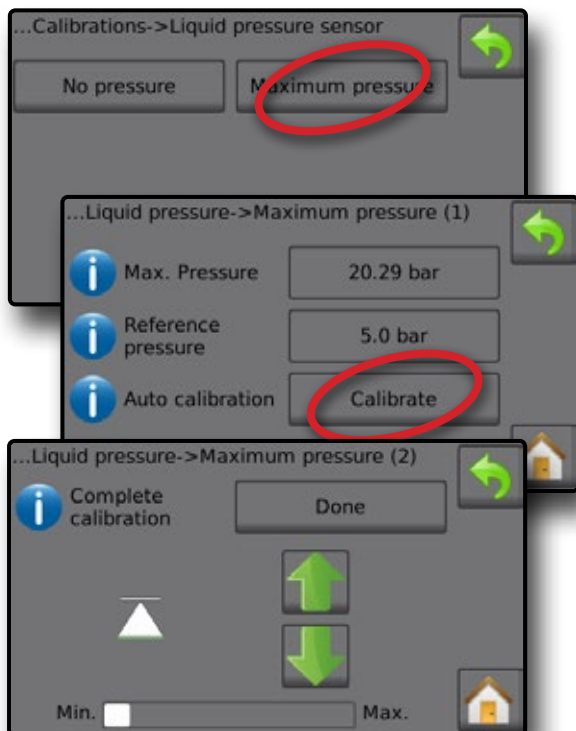 ...Calibrations->Liquid pressure sensor
No pressure
Maximum pressure
...Liquid pressure->Maximum pressure (1)
Max. Pressure
20.29 bar
Reference
pressure
5.0 bar
Auto calibration
Calibrate
...Liquid pressure->Maximum pressure (2)
Complete
calibration
Done
Min.
Max.